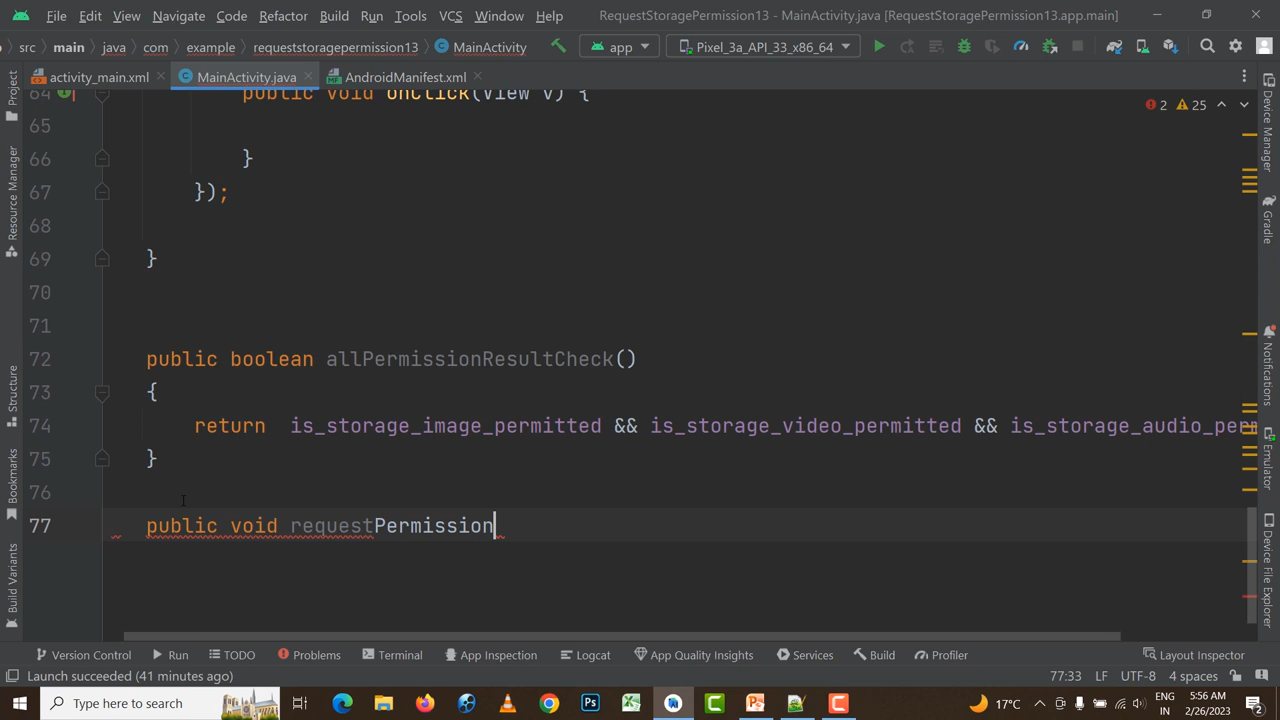 File Edit View Navigate Code Refactor Build Run Tools VCS Window Help RequestStoragePermission13 - MainActivity.java [RequestStoragePermission13.app.main]
src main java com example requeststoragepermission13 MainActivity app Pixel_3a_API_33_x86_64
activity_main.xml MainActivity.java AndroidManifest.xml
64 public void onClick(View v) { 2 25
65
66 }
67 });
68
69 }
70
71
72 public boolean allPermissionResultCheck()
73 {
74 return is_storage_image_permitted && is_storage_video_permitted && is_storage_audio_perm
75 }
76
77 public void requestPermission
Project
Resource Manager
Structure
Bookmarks
Build Variants
Device Manager
Gradle
Notifications
Emulator
Device File Explorer
Version Control Run TODO Problems Terminal App Inspection Logcat App Quality Insights Services Build Profiler Layout Inspector
Launch succeeded (41 minutes ago) 77:33 LF UTF-8 4 spaces
Type here to search 17°C ENG IN 5:56 AM 2/26/2023 2